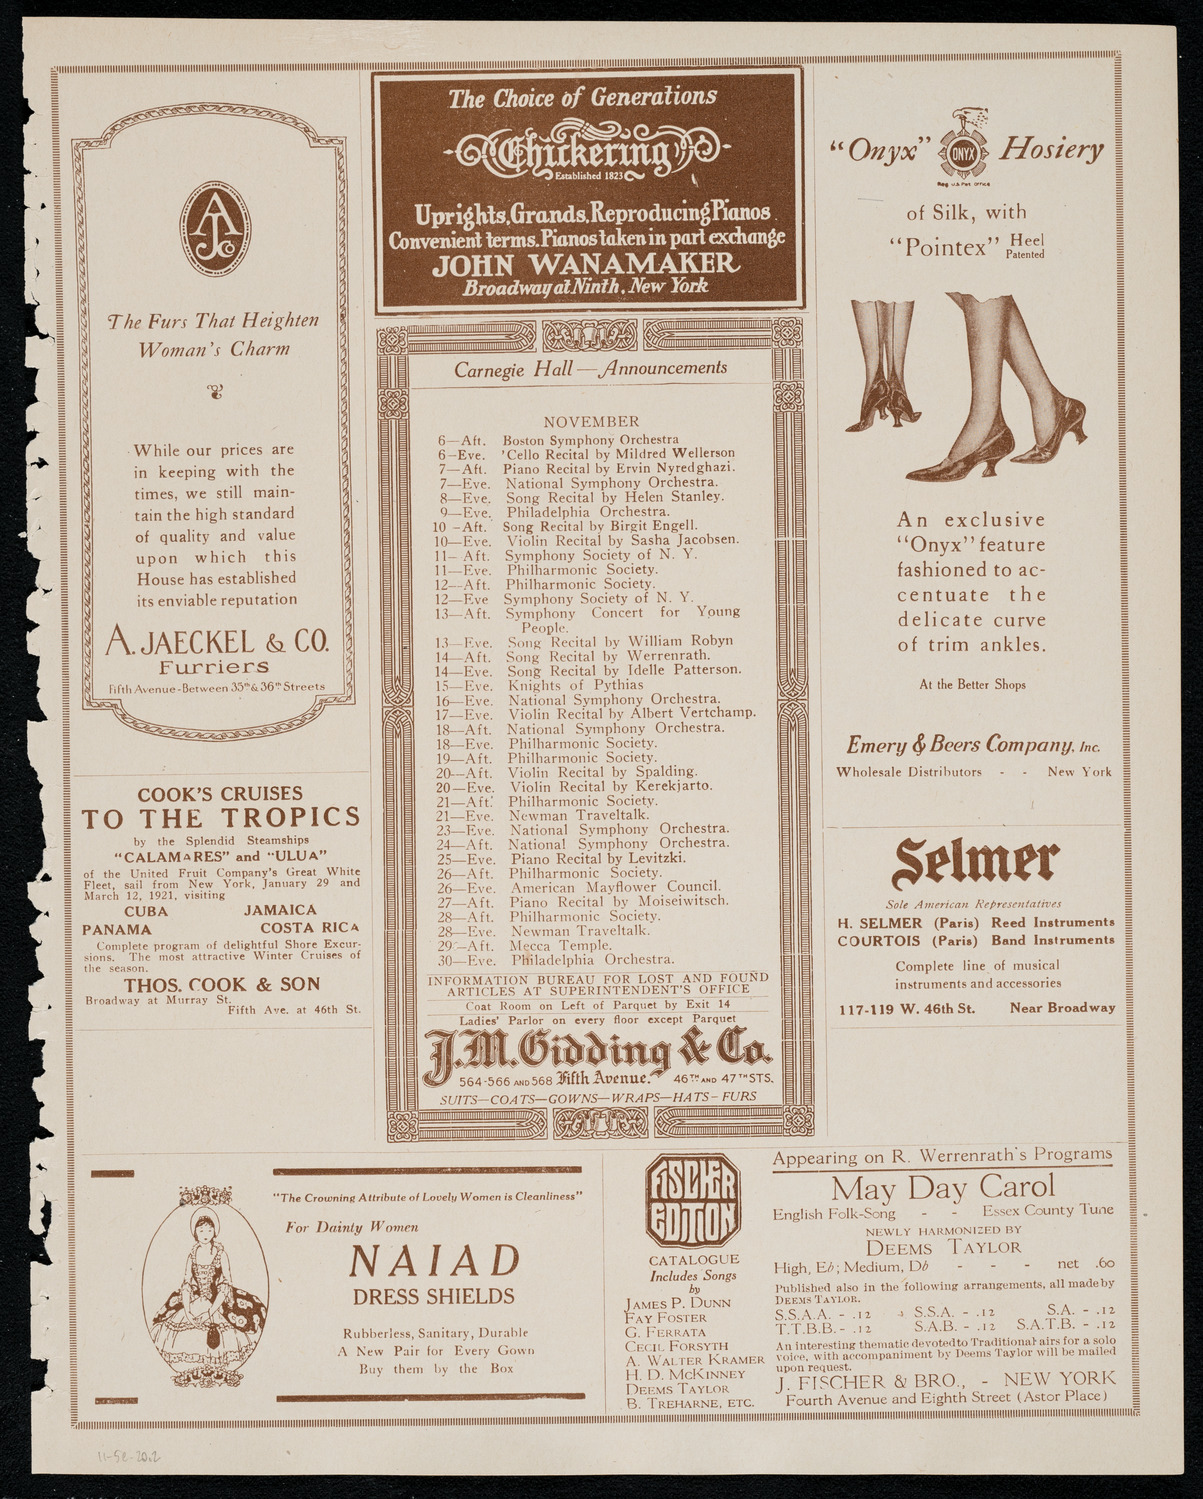 A J Co
The Furs That Heighten
Woman's Charm
While our prices are
in keeping with the
times, we still main-
tain the high standard
of quality and value
upon which this
House has established
its enviable reputation
A. JAECKEL & CO.
Furriers
Fifth Avenue-Between 35th & 36th Streets
COOK'S CRUISES
TO THE TROPICS
by the Splendid Steamships
"CALAMARES" and "ULUA"
of the United Fruit Company's Great White
Fleet, sail from New York, January 29 and
March 12, 1921, visiting
CUBA JAMAICA
PANAMA COSTA RICA
Complete program of delightful Shore Excur-
sions. The most attractive Winter Cruises of
the season.
THOS. COOK & SON
Broadway at Murray St.
Fifth Ave. at 46th St.
The Choice of Generations
Chickering
Established 1823
Uprights, Grands, Reproducing Pianos
Convenient terms. Pianos taken in part exchange
JOHN WANAMAKER
Broadway at Ninth, New York
Carnegie Hall—Announcements
NOVEMBER
6—Aft. Boston Symphony Orchestra
6—Eve. 'Cello Recital by Mildred Wellerson
7—Aft. Piano Recital by Ervin Nyredghazi.
7—Eve. National Symphony Orchestra.
8—Eve. Song Recital by Helen Stanley.
9—Eve. Philadelphia Orchestra.
10—Aft. Song Recital by Birgit Engell.
10—Eve. Violin Recital by Sasha Jacobsen.
11—Aft. Symphony Society of N. Y.
11—Eve. Philharmonic Society.
12—Aft. Philharmonic Society.
12—Eve Symphony Society of N. Y.
13—Aft. Symphony Concert for Young
People.
13—Eve. Song Recital by William Robyn
14—Aft. Song Recital by Werrenrath.
14—Eve. Song Recital by Idelle Patterson.
15—Eve. Knights of Pythias
16—Eve. National Symphony Orchestra.
17—Eve. Violin Recital by Albert Vertchamp.
18—Aft. National Symphony Orchestra.
18—Eve. Philharmonic Society.
19—Aft. Philharmonic Society.
20—Aft. Violin Recital by Spalding.
20—Eve. Violin Recital by Kerekjarto.
21—Aft. Philharmonic Society.
21—Eve. Newman Traveltalk.
23—Eve. National Symphony Orchestra.
24—Aft. National Symphony Orchestra.
25—Eve. Piano Recital by Levitzki.
26—Aft. Philharmonic Society.
26—Eve. American Mayflower Council.
27—Aft. Piano Recital by Moiseiwitsch.
28—Aft. Philharmonic Society.
28—Eve. Newman Traveltalk.
29—Aft. Mecca Temple.
30—Eve. Philadelphia Orchestra.
INFORMATION BUREAU FOR LOST AND FOUND
ARTICLES AT SUPERINTENDENT'S OFFICE
Coat Room on Left of Parquet by Exit 14
Ladies' Parlor on every floor except Parquet
J.M. Gidding & Co.
564-566 AND 568 Fifth Avenue. 46TH AND 47TH STS.
SUITS—COATS—GOWNS—WRAPS—HATS—FURS
"Onyx" ONYX Hosiery
Reg. U.S. Pat. Office
of Silk, with
"Pointex" Heel
Patented
An exclusive
"Onyx" feature
fashioned to ac-
centuate the
delicate curve
of trim ankles.
At the Better Shops
Emery & Beers Company, Inc.
Wholesale Distributors - - New York
Selmer
Sole American Representatives
H. SELMER (Paris) Reed Instruments
COURTOIS (Paris) Band Instruments
Complete line of musical
instruments and accessories
117-119 W. 46th St. Near Broadway
"The Crowning Attribute of Lovely Women is Cleanliness"
For Dainty Women
NAIAD
DRESS SHIELDS
Rubberless, Sanitary, Durable
A New Pair for Every Gown
Buy them by the Box
FISCHER
EDITION
CATALOGUE
Includes Songs
by
JAMES P. DUNN
FAY FOSTER
G. FERRATA
CECIL FORSYTH
A. WALTER KRAMER
H. D. MCKINNEY
DEEMS TAYLOR
B. TREHARNE, ETC.
Appearing on R. Werrenrath's Programs
May Day Carol
English Folk-Song - - Essex County Tune
NEWLY HARMONIZED BY
DEEMS TAYLOR
High, Eb; Medium, Db - - - net .60
Published also in the following arrangements, all made by
DEEMS TAYLOR.
S.S.A.A. - .12 S.S.A. - .12 S.A. - .12
T.T.B.B. - .12 S.A.B. - .12 S.A.T.B. - .12
An interesting thematic devoted to Traditional airs for a solo
voice, with accompaniment by Deems Taylor will be mailed
upon request.
J. FISCHER & BRO., - NEW YORK
Fourth Avenue and Eighth Street (Astor Place)
11-5E-20.2